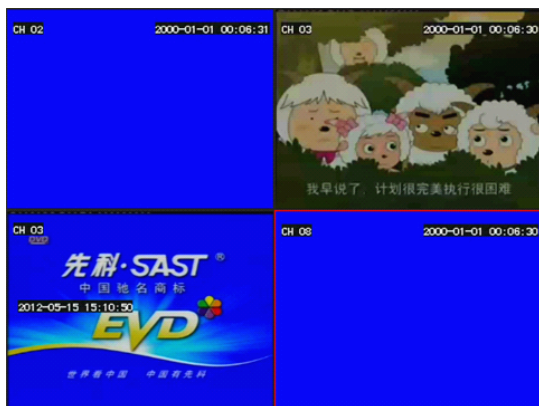 CH 02 2000-01-01 00:06:31
CH 03 2000-01-01 00:06:30
我早说了,计划很完美执行很困难
CH 03
DVD
先科·SAST®
中国驰名商标
2012-05-15 15:10:50
EVD
世界看中国 中国有先科
CH 08 2000-01-01 00:06:30